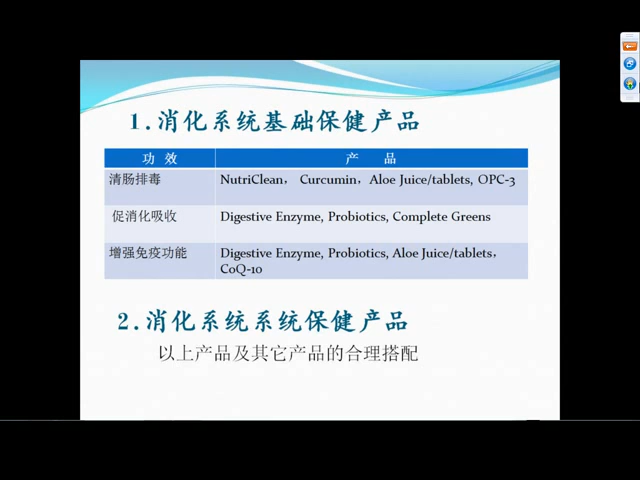 1.消化系统基础保健产品
功 效 产 品
清肠排毒 NutriClean， Curcumin，Aloe Juice/tablets, OPC-3
促消化吸收 Digestive Enzyme, Probiotics, Complete Greens
增强免疫功能 Digestive Enzyme, Probiotics, Aloe Juice/tablets，
CoQ-10
2.消化系统系统保健产品
以上产品及其它产品的合理搭配